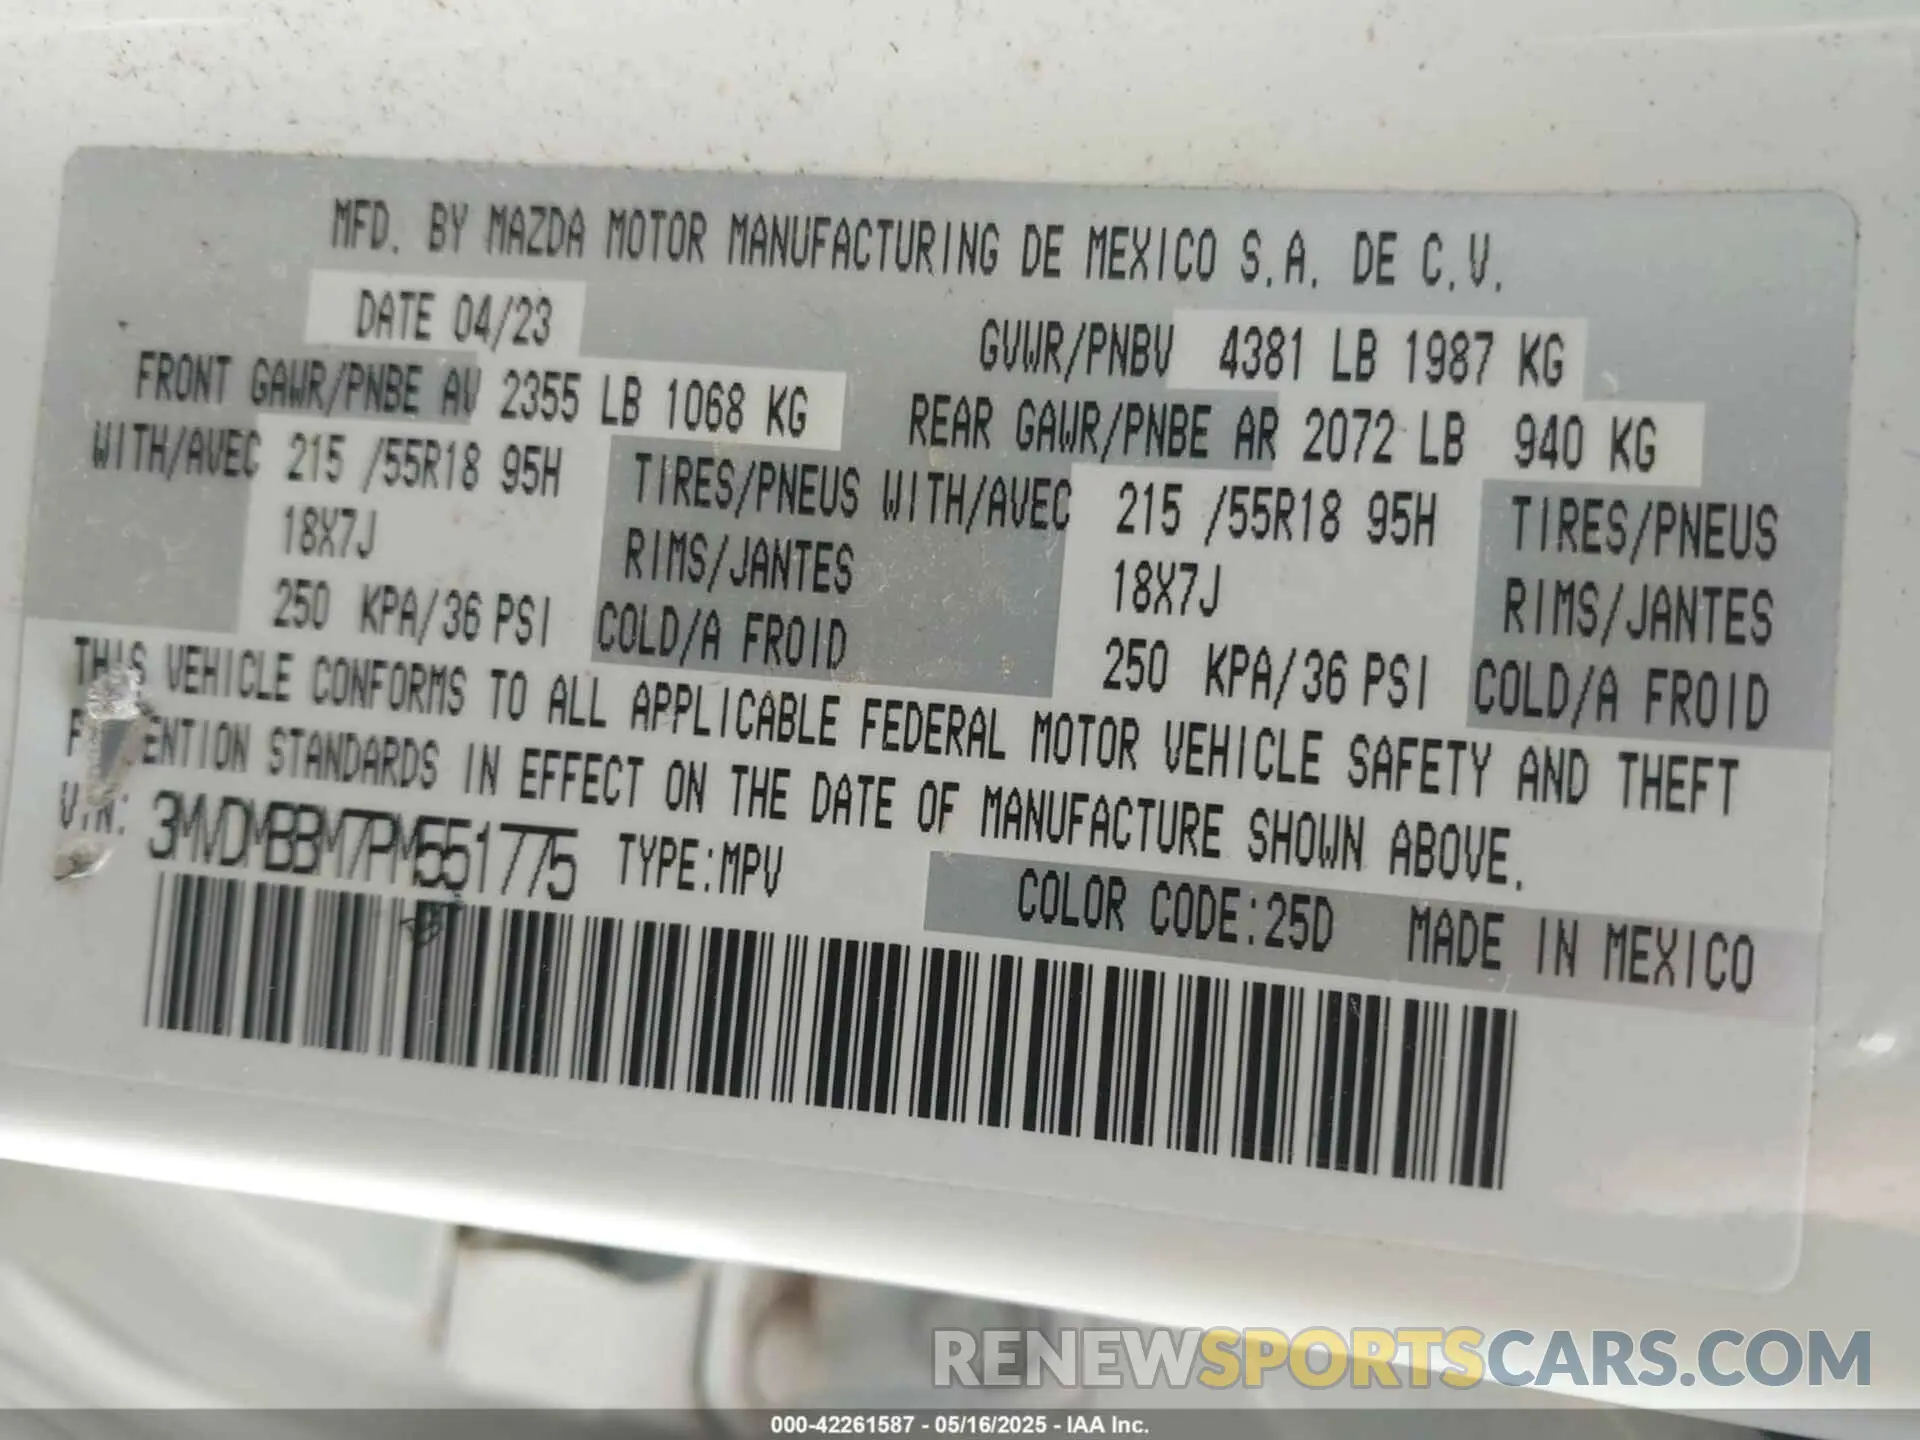 MFD. BY MAZDA MOTOR MANUFACTURING DE MEXICO S.A. DE C.V.
DATE 04/23 GVWR/PNBV 4381 LB 1987 KG
FRONT GAWR/PNBE AV 2355 LB 1068 KG REAR GAWR/PNBE AR 2072 LB 940 KG
WITH/AVEC 215 /55R18 95H TIRES/PNEUS WITH/AVEC 215 /55R18 95H TIRES/PNEUS
18X7J RIMS/JANTES 18X7J RIMS/JANTES
250 KPA/36 PSI COLD/A FROID 250 KPA/36 PSI COLD/A FROID
THIS VEHICLE CONFORMS TO ALL APPLICABLE FEDERAL MOTOR VEHICLE SAFETY AND THEFT
STANDARDS IN EFFECT ON THE DATE OF MANUFACTURE SHOWN ABOVE.
V.I.N: 3MVDMBBM7PM551775 TYPE:MPV
COLOR CODE:25D MADE IN MEXICO
RENEWSPORTSCARS.COM
000-42261587 - 05/16/2025 - IAA Inc.